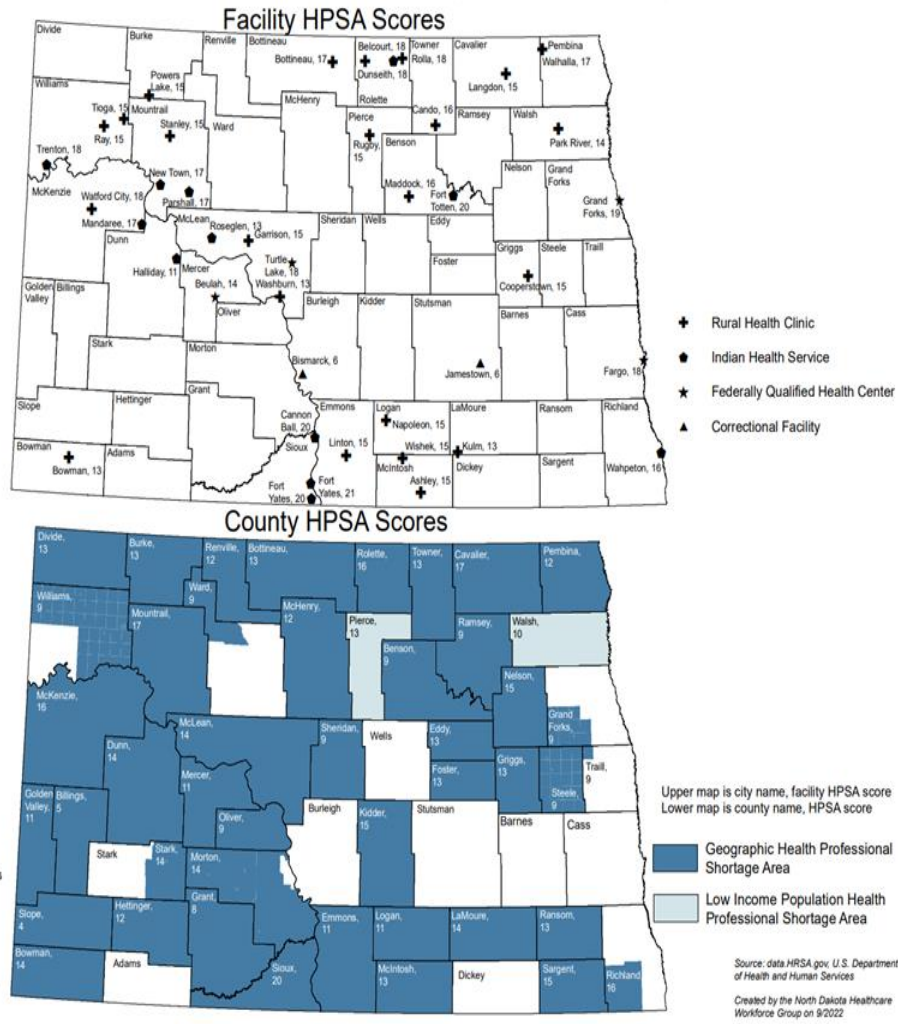 Facility HPSA Scores
Divide
Burke
Renville
Bottineau
Bottineau, 17
Belcourt, 18
Dunseith, 18
Towner
Rolla, 18
Cavalier
Langdon, 15
Pembina
Walhalla, 17
Powers
Lake, 15
Williams
Tioga, 15
Mountrail
Stanley, 15
Ray, 15
Ward
McHenry
Rolette
Pierce
Rugby,
15
Cando, 16
Benson
Ramsey
Walsh
Park River, 14
Trenton, 18
McKenzie
Watford City, 18
New Town, 17
Parshall, 17
Mandaree, 17
Maddock, 16
Fort
Totten, 20
Nelson
Grand
Forks
Grand
Forks, 19
McLean
Roseglen, 13
Garrison, 15
Sheridan
Wells
Eddy
Dunn
Halliday, 11
Mercer
Beulah, 14
Turtle
Lake, 18
Washburn, 13
Foster
Griggs
Steele
Traill
Cooperstown, 15
Golden
Valley
Billings
Oliver
Burleigh
Kidder
Stutsman
Barnes
Cass
Stark
Morton
Bismarck, 6
Jamestown, 6
Fargo, 18
Rural Health Clinic
Indian Health Service
Federally Qualified Health Center
Correctional Facility
Slope
Hettinger
Grant
Cannon
Ball, 20
Sioux
Emmons
Linton, 15
Logan
Napoleon, 15
LaMoure
Ransom
Richland
Bowman
Bowman, 13
Adams
Wishek, 15
Kulm, 13
McIntosh
Ashley, 15
Dickey
Sargent
Wahpeton, 16
Fort
Yates, 20
Fort
Yates, 21
County HPSA Scores
Divide,
13
Burke,
13
Renville,
12
Bottineau,
13
Rolette,
16
Towner,
13
Cavalier,
17
Pembina,
12
Williams,
9
Mountrail,
17
Ward,
9
McHenry,
12
Pierce,
13
Benson,
9
Ramsey,
9
Walsh,
10
McKenzie,
16
McLean,
14
Sheridan,
9
Wells
Eddy,
13
Nelson,
15
Grand
Forks,
9
Dunn,
14
Mercer,
11
Foster,
13
Griggs,
13
Steele,
9
Traill,
9
Golden
Valley,
11
Billings,
5
Oliver,
9
Burleigh
Kidder,
15
Stutsman
Barnes
Cass
Upper map is city name, facility HPSA score
Lower map is county name, HPSA score
Geographic Health Professional
Shortage Area
Low Income Population Health
Professional Shortage Area
Stark
Stark,
14
Morton,
14
Slope,
4
Hettinger,
12
Grant,
8
Emmons,
11
Logan,
11
LaMoure,
14
Ransom,
13
Bowman,
14
Adams
Sioux,
20
McIntosh,
13
Dickey
Sargent,
15
Richland,
16
Source: data.HRSA.gov, U.S. Department
of Health and Human Services
Created by the North Dakota Healthcare
Workforce Group on 9/2022